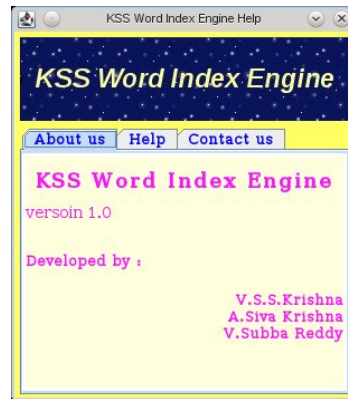 KSS Word Index Engine Help
KSS Word Index Engine
About us Help Contact us
KSS Word Index Engine
versoin 1.0
Developed by :
V.S.S.Krishna
A.Siva Krishna
V.Subba Reddy